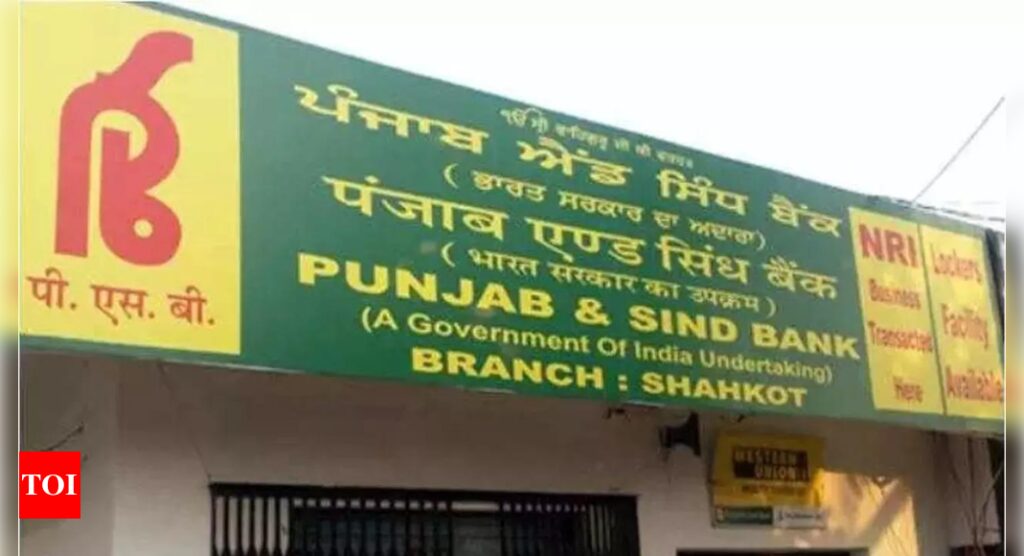 पी. एस. बी.
ੴ ਸ੍ਰੀ ਵਾਹਿਗੁਰੂ ਜੀ ਕੀ ਫਤਹ
ਪੰਜਾਬ ਐਂਡ ਸਿੰਧ ਬੈਂਕ
( ਭਾਰਤ ਸਰਕਾਰ ਦਾ ਅਦਾਰਾ)
पंजाब एण्ड सिंध बैंक
( भारत सरकार का उपक्रम )
PUNJAB & SIND BANK
(A Government Of India Undertaking)
BRANCH : SHAHKOT
NRI
Business
Transacted
Here
Lockers
Facility
Available
WESTERN
UNION
TOI